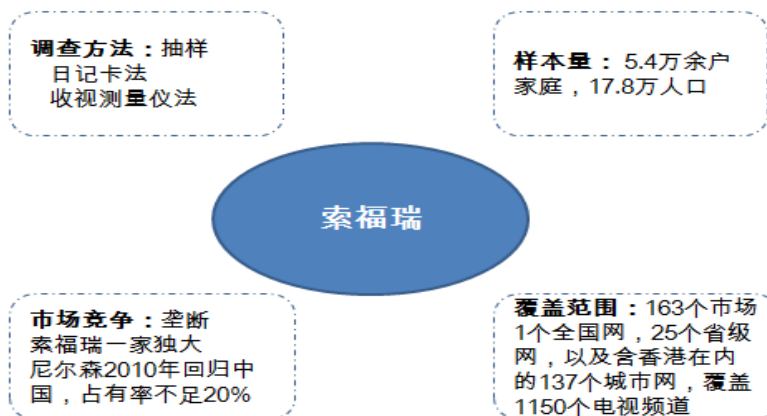 调查方法：抽样
日记卡法
收视测量仪法
样本量： 5.4万余户
家庭，17.8万人口
索福瑞
市场竞争：垄断
索福瑞一家独大
尼尔森2010年回归中
国，占有率不足20%
覆盖范围：163个市场
1个全国网，25个省级
网，以及含香港在内
的137个城市网，覆盖
1150个电视频道